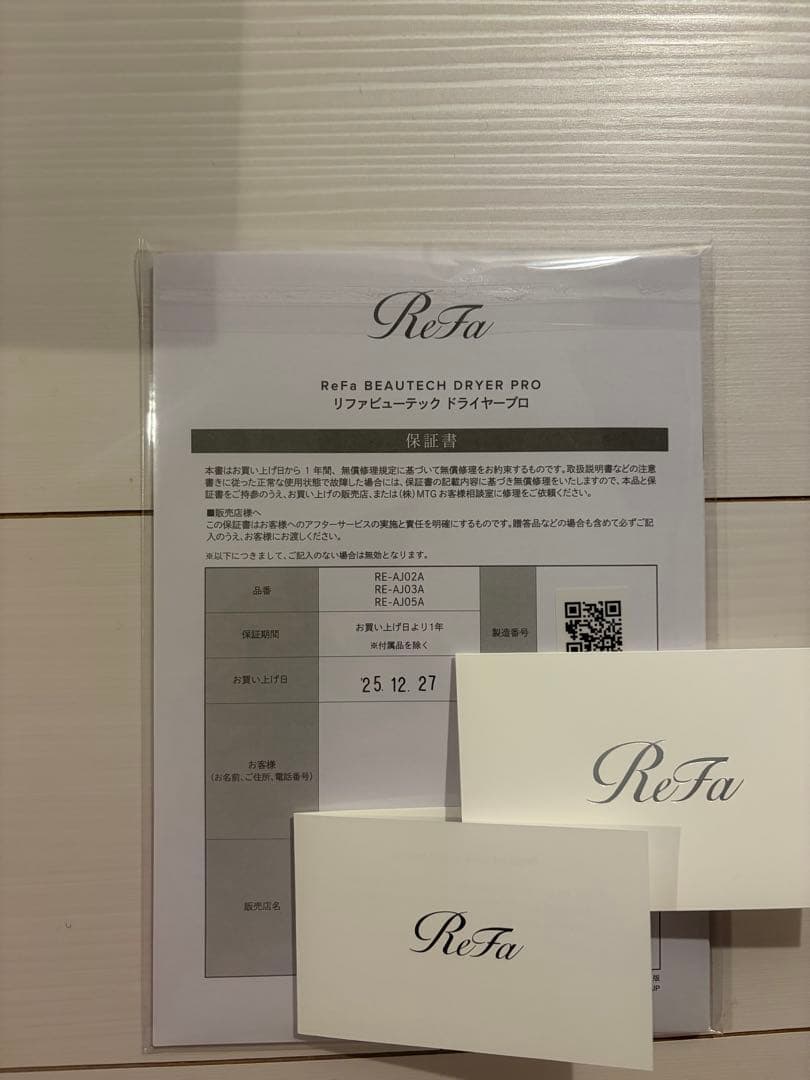 ReFa
ReFa BEAUTECH DRYER PRO
リファビューテック ドライヤープロ
保証書
本書はお買い上げ日から 1 年間、無償修理規定に基づいて無償修理をお約束するものです。取扱説明書などの注意
書きに従った正常な使用状態で故障した場合には、保証書の記載内容に基づき無償修理をいたしますので、本品と保
証書をご持参のうえ、お買い上げの販売店、または(株)MTG お客様相談室に修理をご依頼ください。
■販売店様へ
この保証書はお客様へのアフターサービスの実施と責任を明確にするものです。贈答品などの場合も含めて必ずご記
入のうえ、お客様にお渡しください。
※以下につきまして、ご記入のない場合は無効となります。
品番
RE-AJ02A
RE-AJ03A
RE-AJ05A
製造番号
保証期間
お買い上げ日より1年
※付属品を除く
お買い上げ日
'25.12.27
お客様
(お名前、ご住所、電話番号)
販売店名
ReFa
ReFa
版
JP